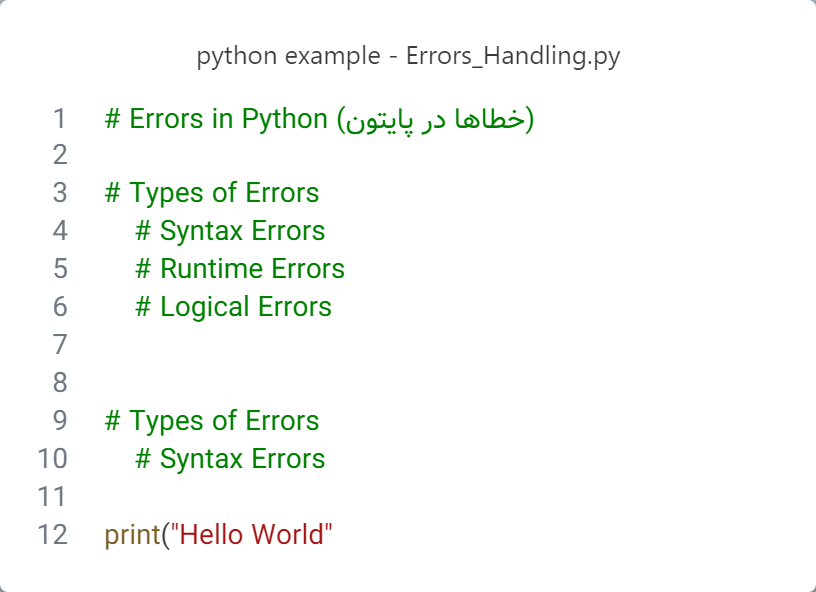 python example - Errors_Handling.py
1 # Errors in Python (خطاها در پایتون)
2
3 # Types of Errors
4     # Syntax Errors
5     # Runtime Errors
6     # Logical Errors
7
8
9 # Types of Errors
10     # Syntax Errors
11
12 print("Hello World"